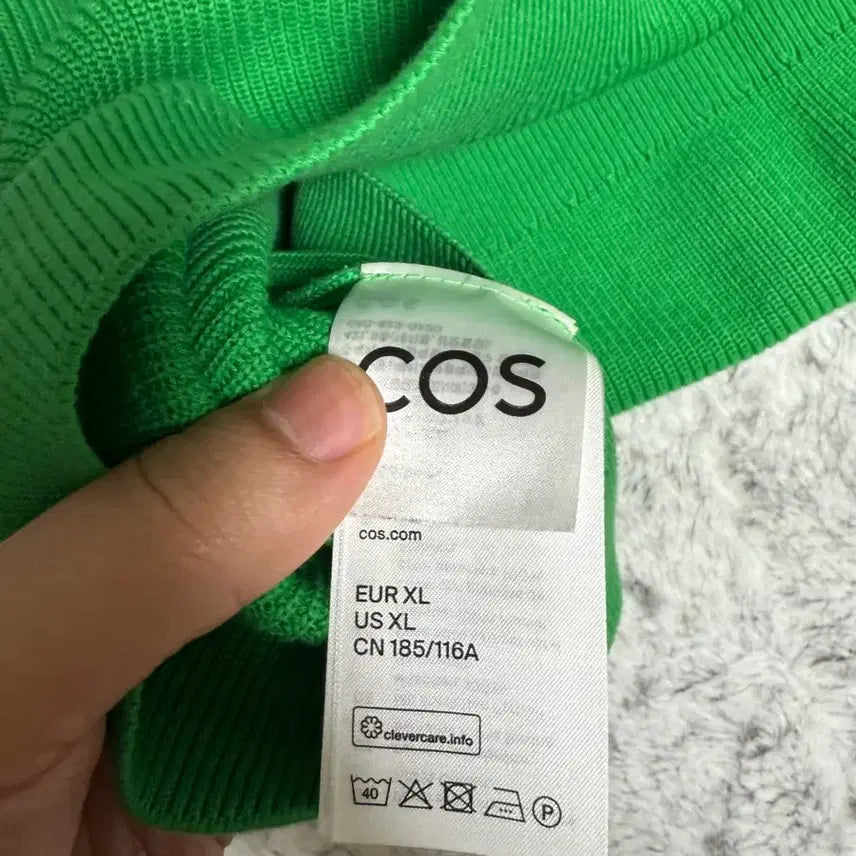 COS
cos.com
EUR XL
US XL
CN 185/116A
clevercare.info
40
P